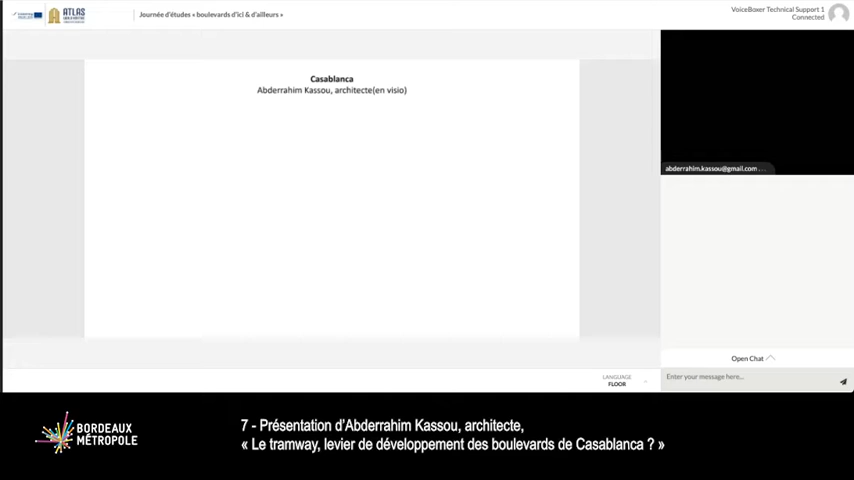 ATLAS
Journée d'études « boulevards d'ici & d'ailleurs »
VoiceBoxer Technical Support 1
Connected
Casablanca
Abderrahim Kassou, architecte(en visio)
abderrahim.kassou@gmail.com ...
Open Chat
LANGUAGE
FLOOR
Enter your message here...
BORDEAUX
MÉTROPOLE
7 - Présentation d'Abderrahim Kassou, architecte,
« Le tramway, levier de développement des boulevards de Casablanca ? »